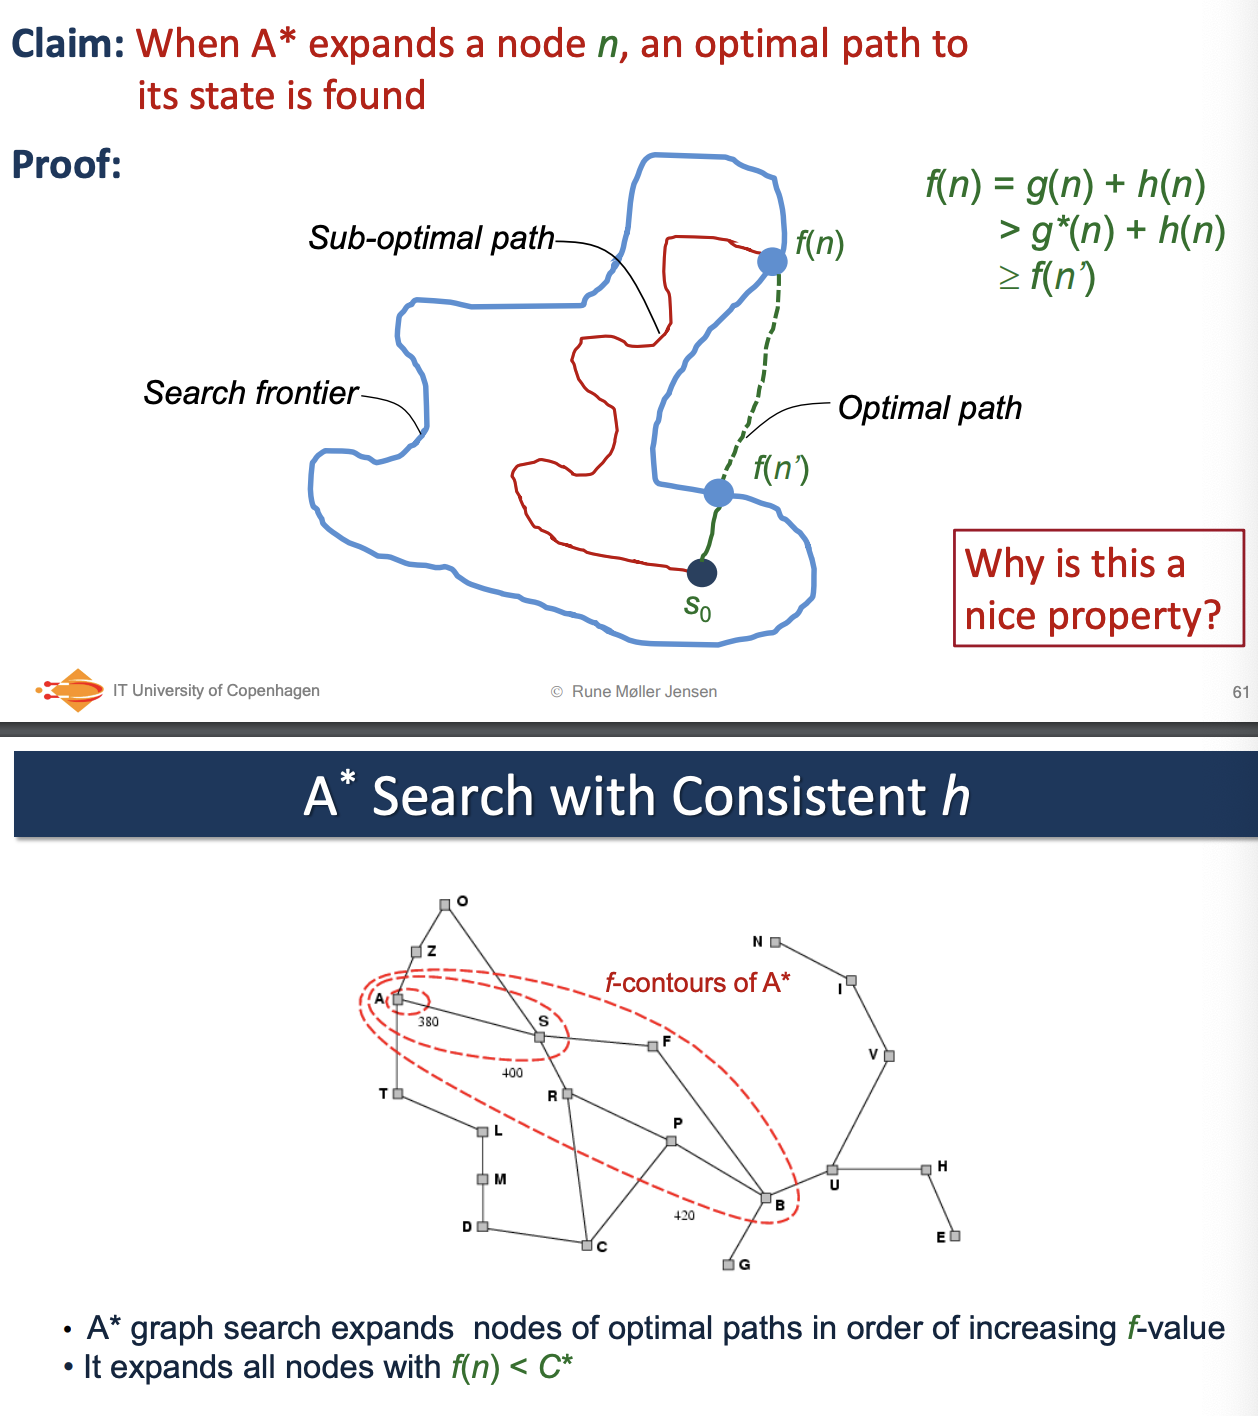 Claim: When A* expands a node n, an optimal path to
its state is found
Proof:
f(n) = g(n) + h(n)
> g*(n) + h(n)
≥ f(n’)
Sub-optimal path
f(n)
Search frontier
Optimal path
f(n’)
Why is this a
nice property?
S0
IT University of Copenhagen
© Rune Møller Jensen
61
A* Search with Consistent h
O
Z
N
f-contours of A*
A
I
380
S
F
V
400
T
R
P
L
M
H
U
B
420
D
C
E
G
• A* graph search expands nodes of optimal paths in order of increasing f-value
• It expands all nodes with f(n) < C*